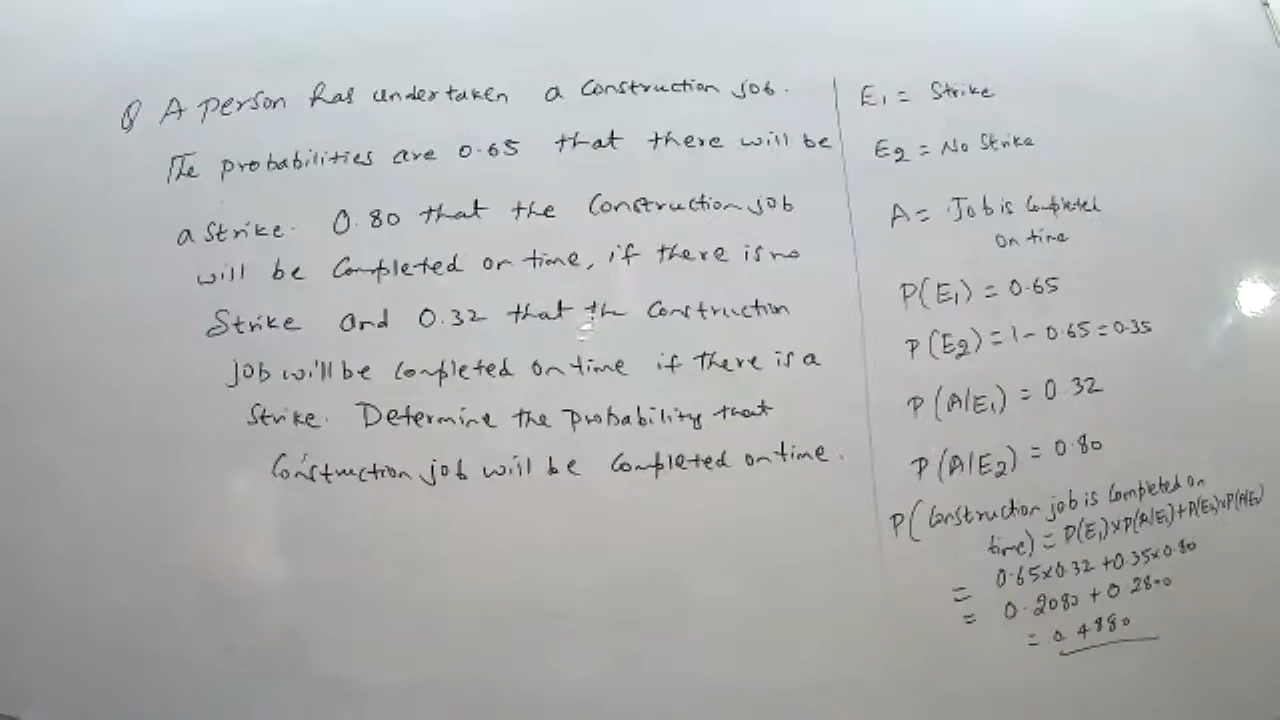 Q A person has undertaken a Construction job.
The probabilities are 0.65 that there will be
a strike. 0.80 that the Construction job
will be Completed on time, if there is no
Strike and 0.32 that the Construction
job will be Completed on time if there is a
Strike. Determine the Probability that
Construction job will be Completed on time.
E1 = Strike
E2 = No Strike
A = Job is Completed
on time
P(E1) = 0.65
P(E2) = 1 - 0.65 = 0.35
P(A|E1) = 0.32
P(A|E2) = 0.80
P(Construction job is Completed on
time) = P(E1)×P(A|E1)+P(E2)×P(A|E2)
= 0.65×0.32 + 0.35×0.80
= 0.2080 + 0.2800
= 0.4880